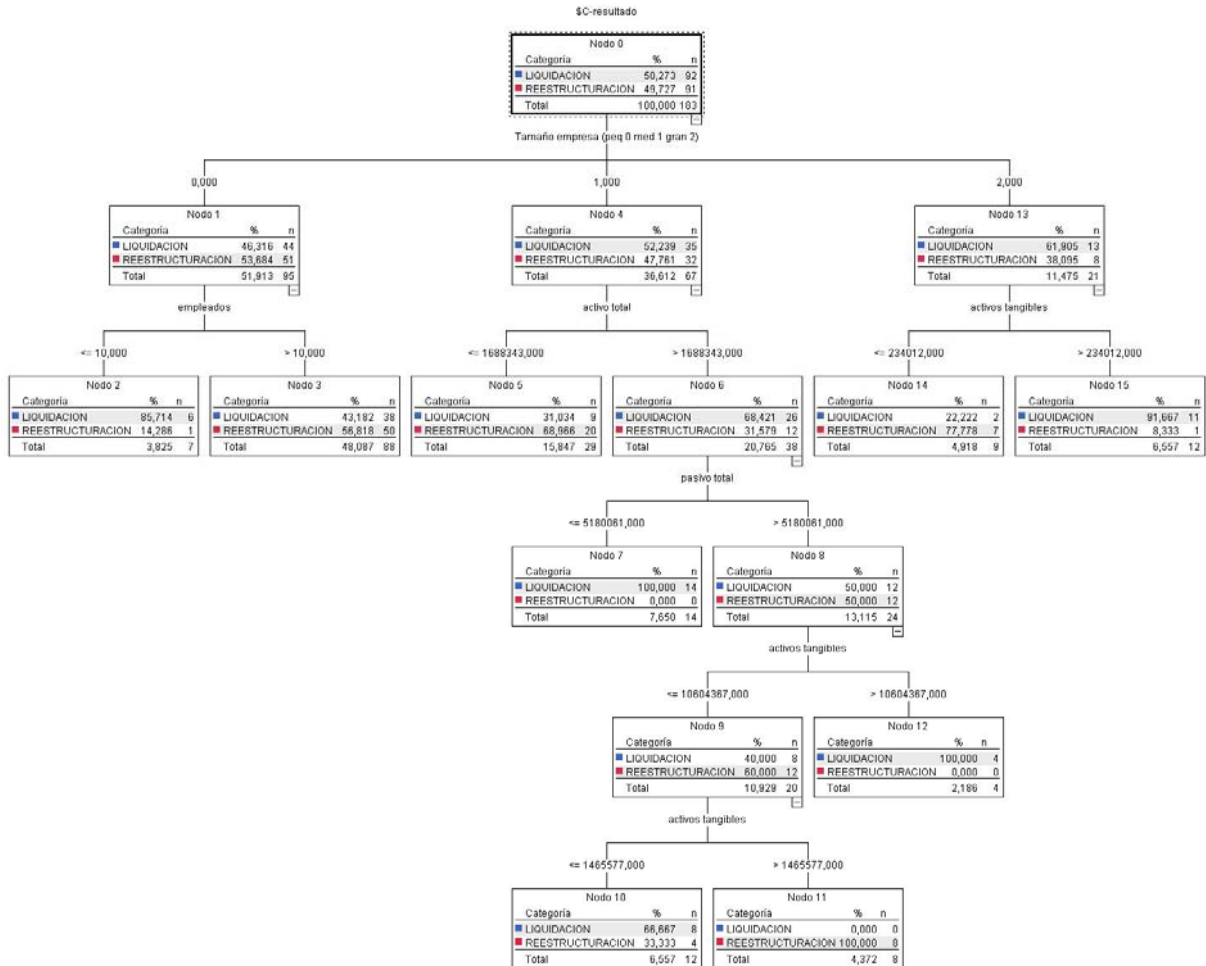 $C-resultado
Nodo 0
Categoría % n
LIQUIDACION 50,273 92
REESTRUCTURACION 49,727 91
Total 100,000 183
Tamaño empresa (peq 0 med 1 gran 2)
0,000 1,000 2,000
Nodo 1
Categoría % n
LIQUIDACION 46,316 44
REESTRUCTURACION 53,684 51
Total 51,913 95
Nodo 4
Categoría % n
LIQUIDACION 52,239 35
REESTRUCTURACION 47,761 32
Total 36,612 67
Nodo 13
Categoría % n
LIQUIDACION 61,905 13
REESTRUCTURACION 38,095 8
Total 11,475 21
empleados
activo total
activos tangibles
<= 10,000 > 10,000 <= 1688343,000 > 1688343,000 <= 234012,000 > 234012,000
Nodo 2
Categoría % n
LIQUIDACION 85,714 6
REESTRUCTURACION 14,286 1
Total 3,825 7
Nodo 3
Categoría % n
LIQUIDACION 43,182 38
REESTRUCTURACION 56,818 50
Total 48,087 88
Nodo 5
Categoría % n
LIQUIDACION 31,034 9
REESTRUCTURACION 68,966 20
Total 15,847 29
Nodo 6
Categoría % n
LIQUIDACION 68,421 26
REESTRUCTURACION 31,579 12
Total 20,765 38
Nodo 14
Categoría % n
LIQUIDACION 22,222 2
REESTRUCTURACION 77,778 7
Total 4,918 9
Nodo 15
Categoría % n
LIQUIDACION 91,667 11
REESTRUCTURACION 8,333 1
Total 6,557 12
pasivo total
<= 5180061,000 > 5180061,000
Nodo 7
Categoría % n
LIQUIDACION 100,000 14
REESTRUCTURACION 0,000 0
Total 7,650 14
Nodo 8
Categoría % n
LIQUIDACION 50,000 12
REESTRUCTURACION 50,000 12
Total 13,115 24
activos tangibles
<= 10604367,000 > 10604367,000
Nodo 9
Categoría % n
LIQUIDACION 40,000 8
REESTRUCTURACION 60,000 12
Total 10,929 20
Nodo 12
Categoría % n
LIQUIDACION 100,000 4
REESTRUCTURACION 0,000 0
Total 2,186 4
activos tangibles
<= 1465577,000 > 1465577,000
Nodo 10
Categoría % n
LIQUIDACION 66,667 8
REESTRUCTURACION 33,333 4
Total 6,557 12
Nodo 11
Categoría % n
LIQUIDACION 0,000 0
REESTRUCTURACION 100,000 8
Total 4,372 8